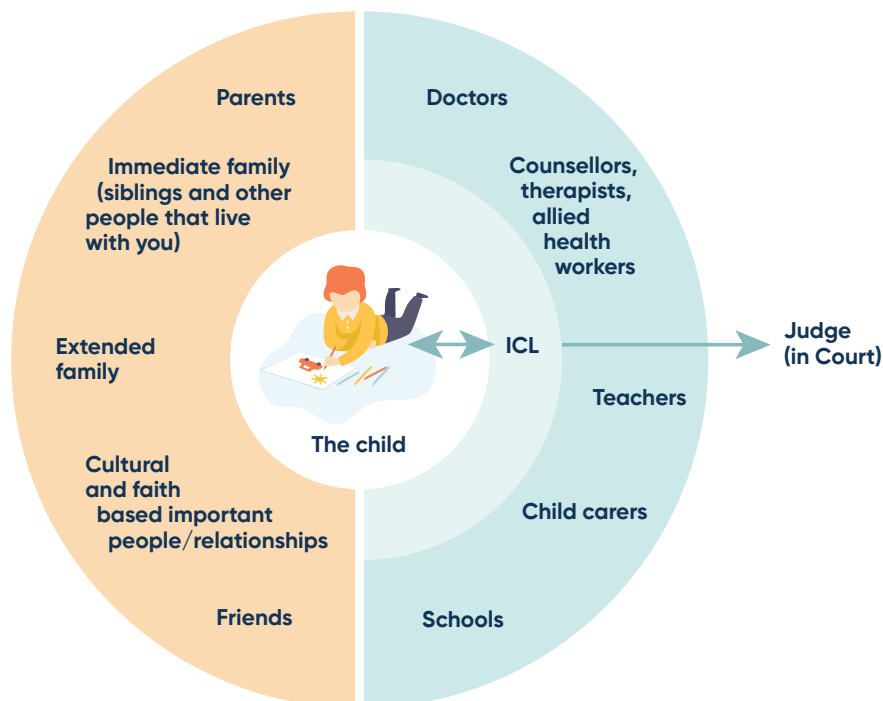 Parents
Immediate family
(siblings and other
people that live
with you)
Extended
family
Cultural
and faith
based important
people/relationships
Friends
The child
Doctors
Counsellors,
therapists,
allied
health
workers
ICL
Teachers
Child carers
Schools
Judge
(in Court)